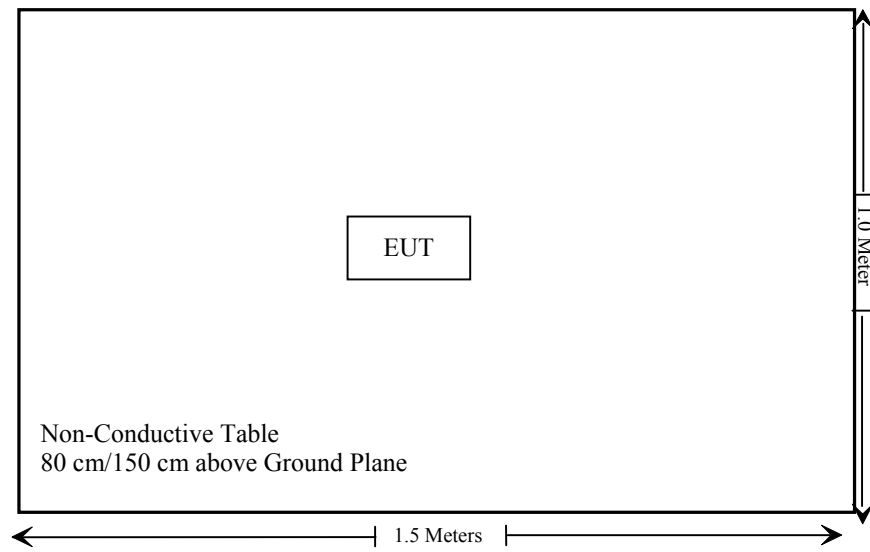 EUT
1.0 Meter
Non-Conductive Table
80 cm/150 cm above Ground Plane
1.5 Meters